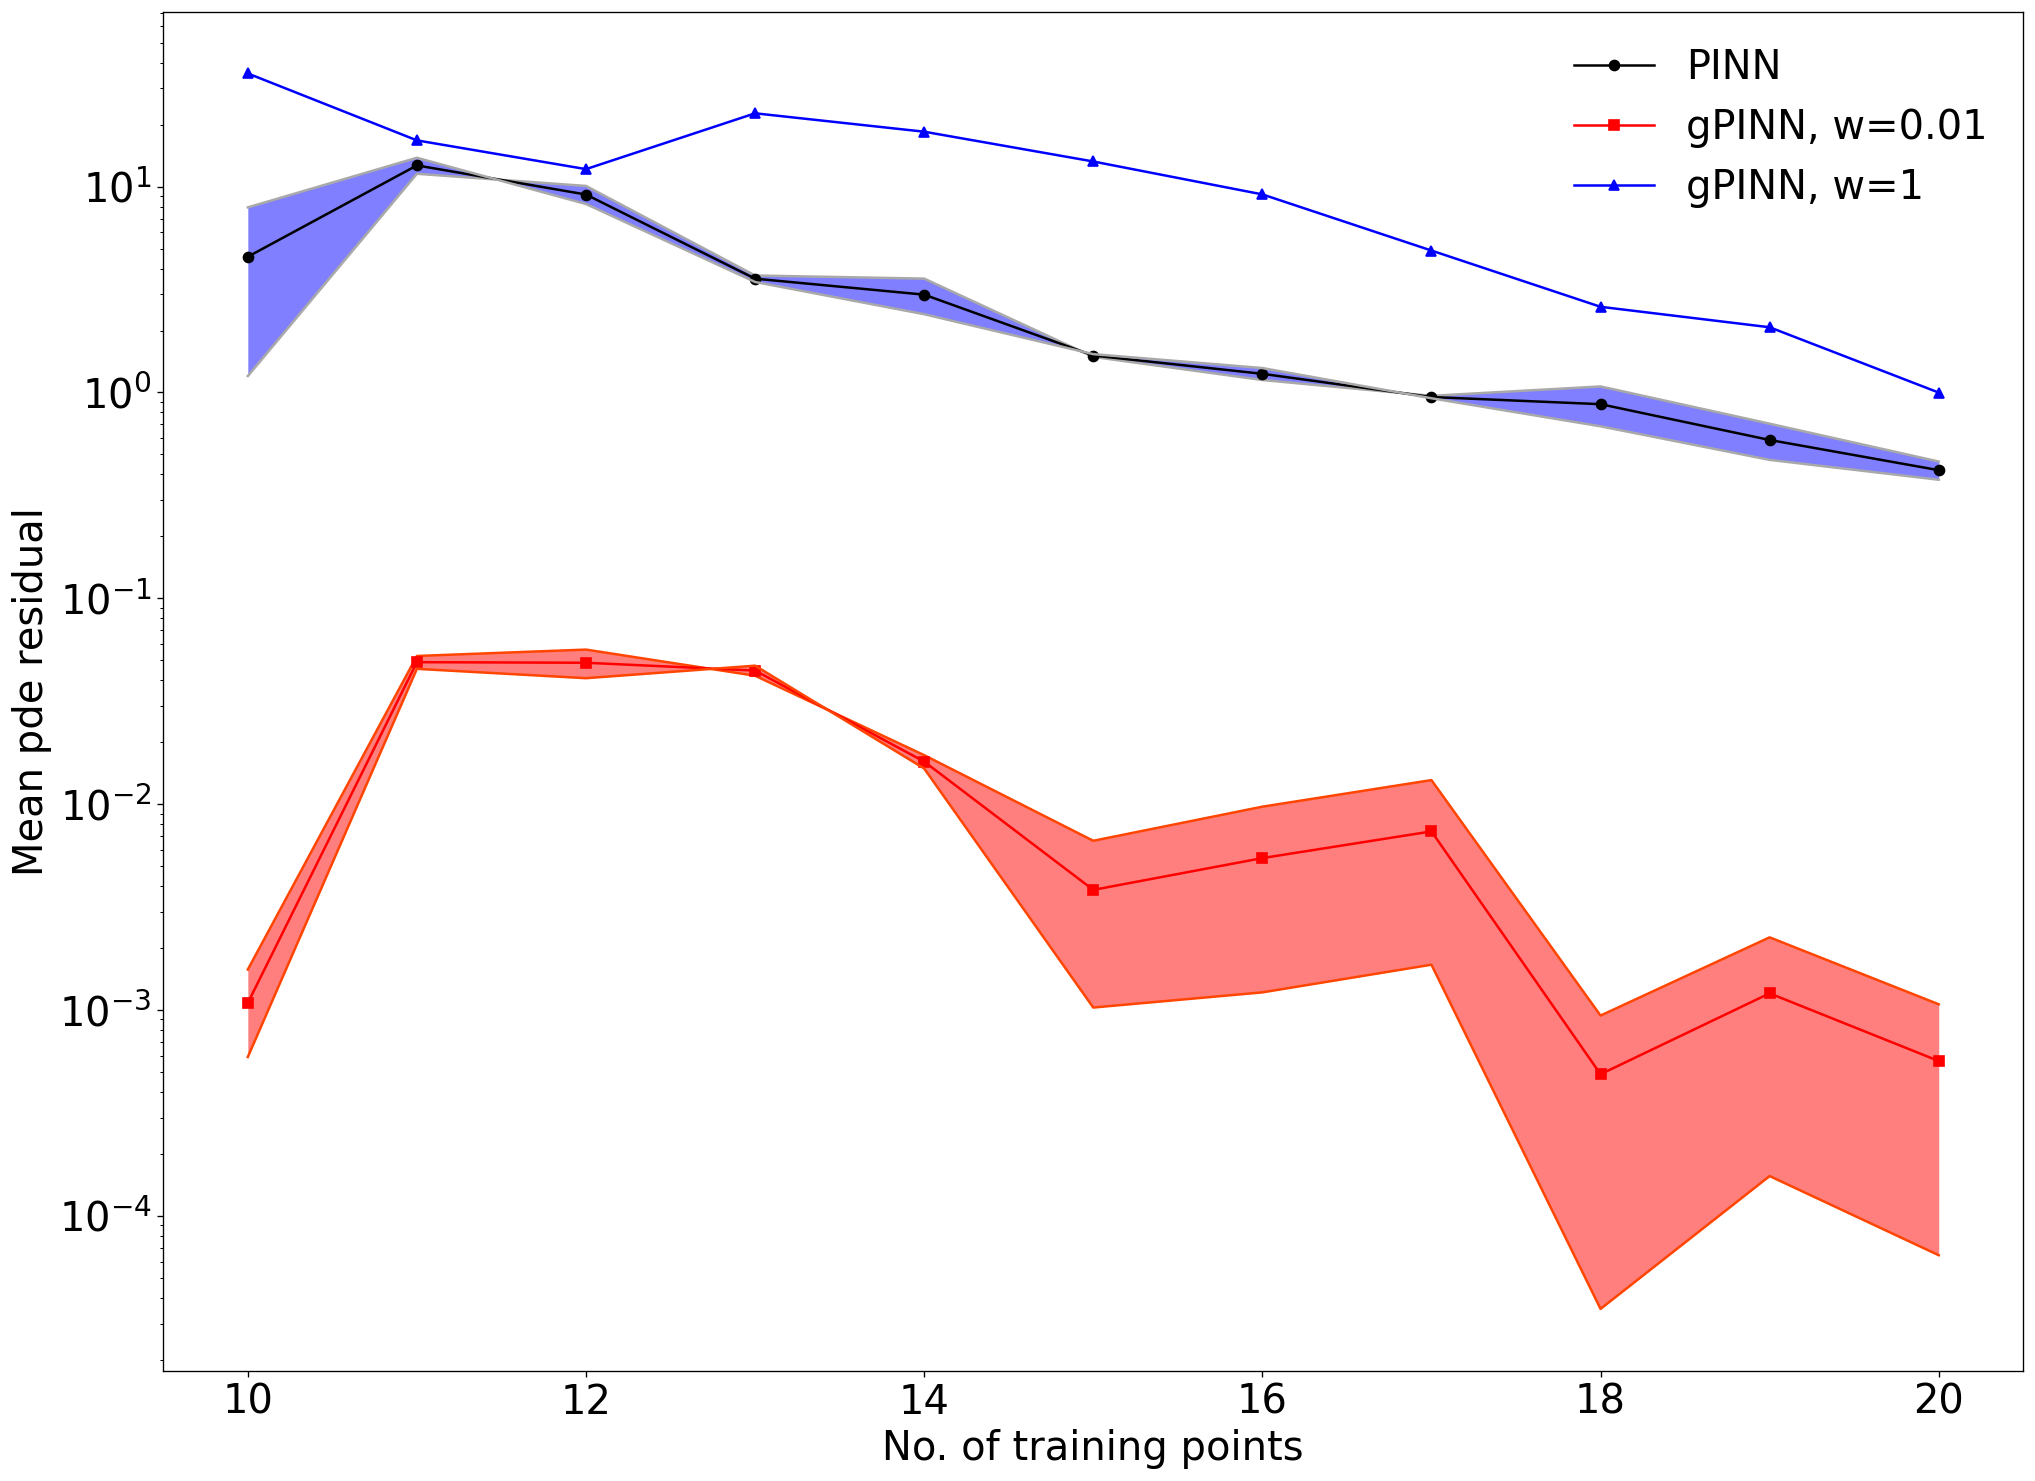 PINN
gPINN, w=0.01
gPINN, w=1
Mean pde residual
10^1
10^0
10^−1
10^−2
10^−3
10^−4
10 12 14 16 18 20
No. of training points